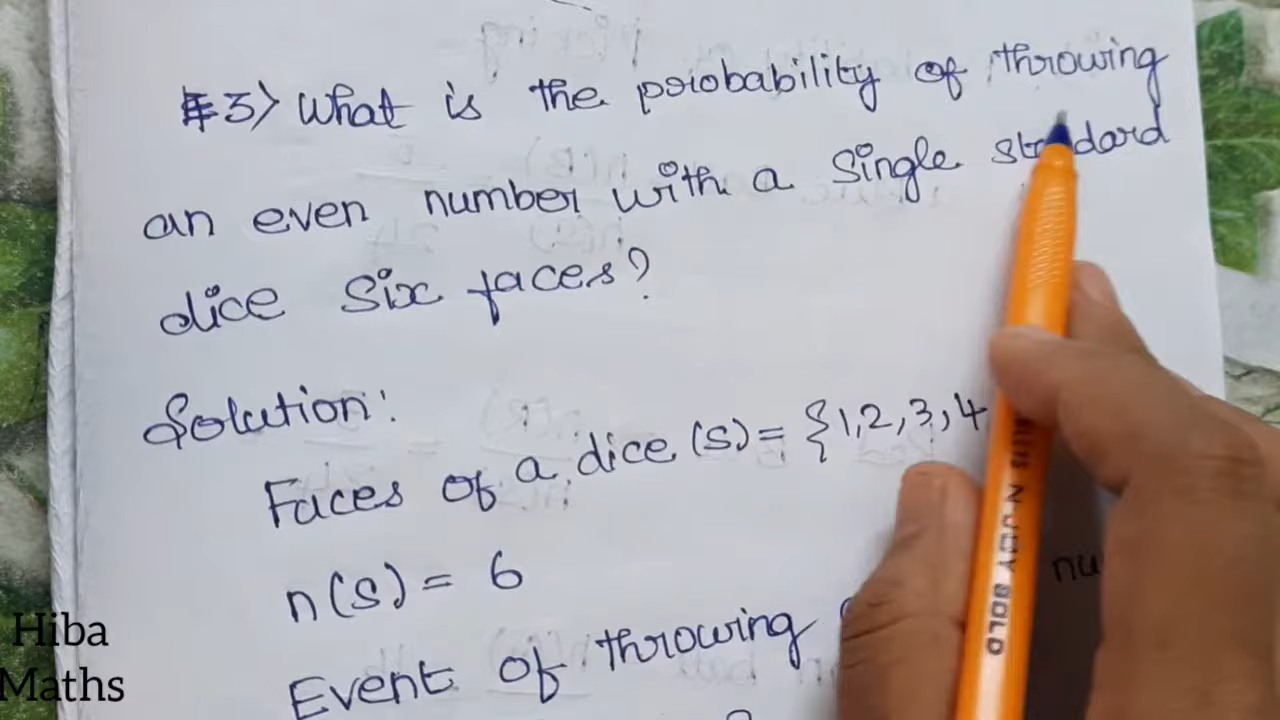 3) What is the probability of throwing
an even number with a single standard
dice six faces?
Solution:
Faces of a dice (S) = {1,2,3,4
n(S) = 6
Event of throwing
nu
Hiba
Maths